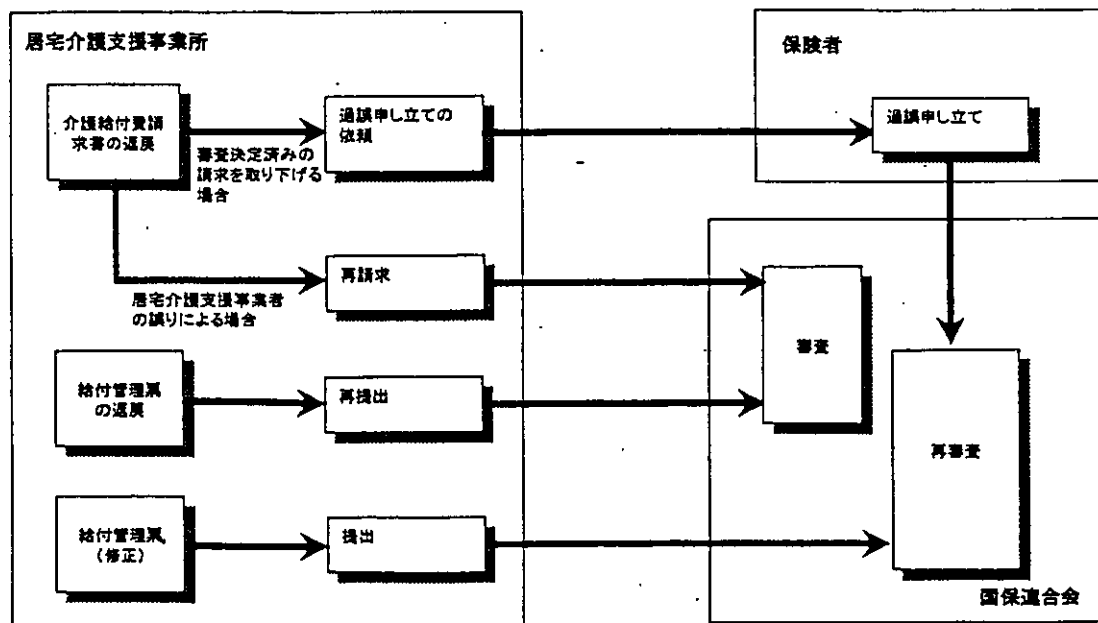 居宅介護支援事業所
介護給付費請
求書の返戻
過誤申し立ての
依頼
審査決定済みの
請求を取り下げる
場合
再請求
居宅介護支援事業者
の誤りによる場合
給付管理票
の返戻
再提出
給付管理票
(修正)
提出
保険者
過誤申し立て
審査
再審査
国保連合会